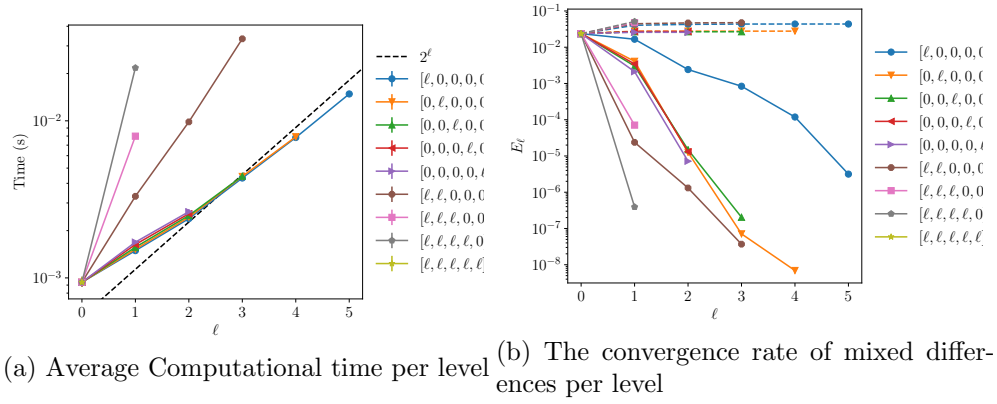 10⁻²
10⁻³
Time (s)
0 1 2 3 4 5
ℓ
2^ℓ
[ℓ, 0, 0, 0, 0
[0, ℓ, 0, 0, 0
[0, 0, ℓ, 0, 0
[0, 0, 0, ℓ, 0
[0, 0, 0, 0, ℓ
[ℓ, ℓ, 0, 0, 0
[ℓ, ℓ, ℓ, 0, 0
[ℓ, ℓ, ℓ, ℓ, 0
[ℓ, ℓ, ℓ, ℓ, ℓ]
(a) Average Computational time per level
10⁻¹
10⁻²
10⁻³
10⁻⁴
10⁻⁵
10⁻⁶
10⁻⁷
10⁻⁸
E_ℓ
0 1 2 3 4 5
ℓ
[ℓ, 0, 0, 0, 0
[0, ℓ, 0, 0, 0
[0, 0, ℓ, 0, 0
[0, 0, 0, ℓ, 0
[0, 0, 0, 0, ℓ
[ℓ, ℓ, 0, 0, 0
[ℓ, ℓ, ℓ, 0, 0
[ℓ, ℓ, ℓ, ℓ, 0
[ℓ, ℓ, ℓ, ℓ, ℓ]
(b) The convergence rate of mixed differ-
ences per level